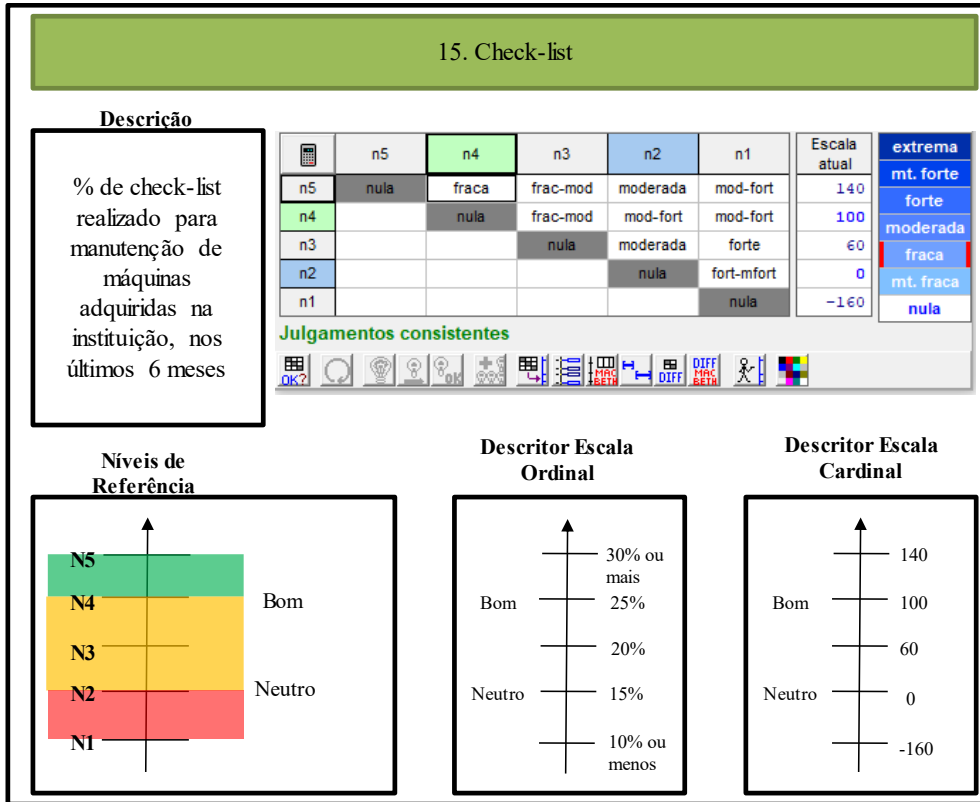 15. Check-list
Descrição
% de check-list
realizado para
manutenção de
máquinas
adquiridas na
instituição, nos
últimos 6 meses
n5 n4 n3 n2 n1 Escala atual
n5 nula fraca frac-mod moderada mod-fort 140
n4 nula frac-mod mod-fort mod-fort 100
n3 nula moderada forte 60
n2 nula fort-mfort 0
n1 nula -160
extrema
mt. forte
forte
moderada
fraca
mt. fraca
nula
Julgamentos consistentes
OK?
OK
MAC BETH
DIFF
DIFF MAC BETH
Níveis de
Referência
N5
N4 Bom
N3
N2 Neutro
N1
Descritor Escala
Ordinal
30% ou
mais
Bom 25%
20%
Neutro 15%
10% ou
menos
Descritor Escala
Cardinal
140
Bom 100
60
Neutro 0
-160